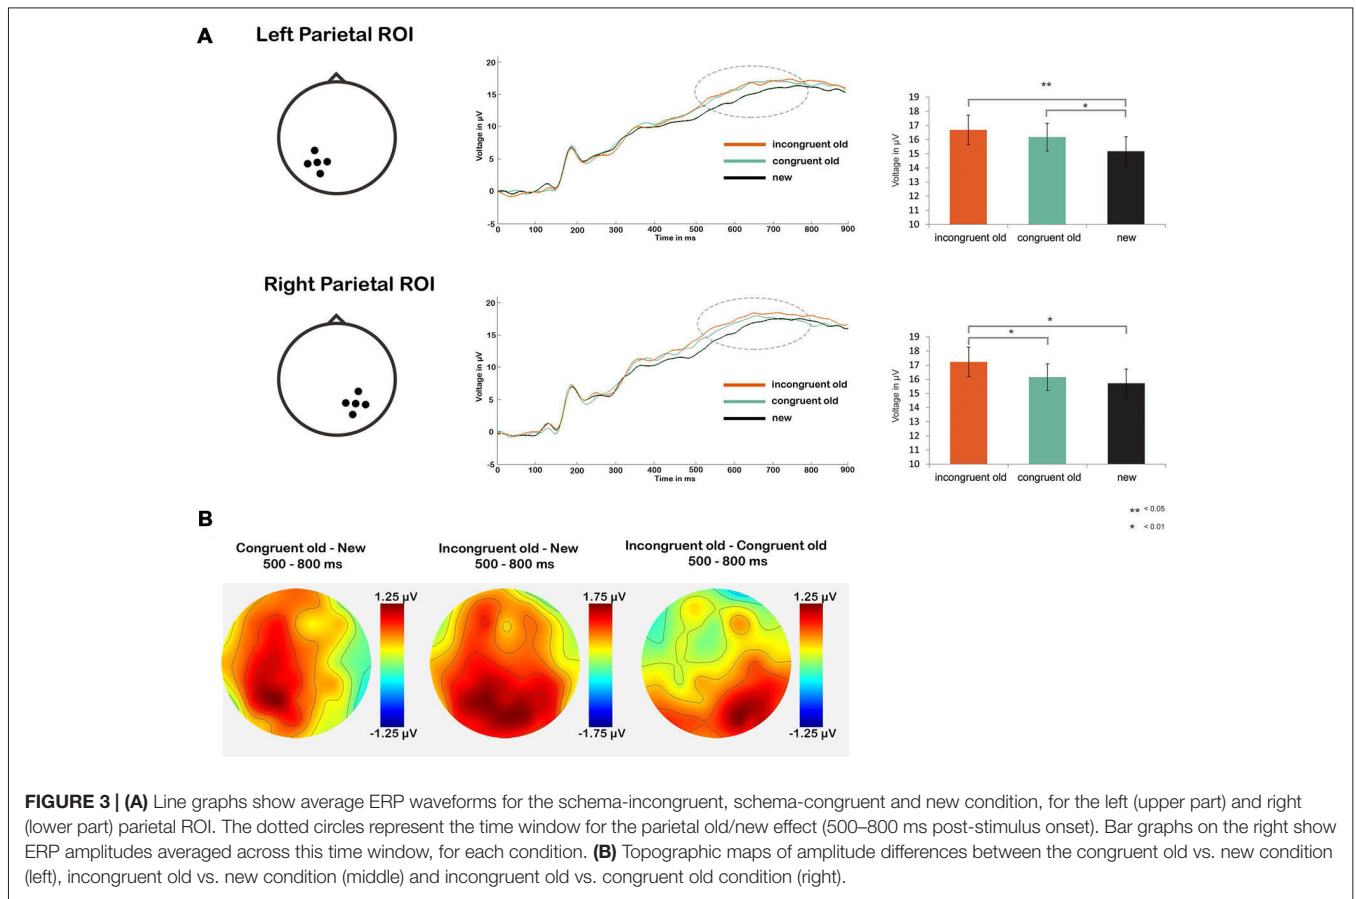 A
Left Parietal ROI
20
15
10
5
0
-5
Voltage in µV
0 100 200 300 400 500 600 700 800 900
Time in ms
incongruent old
congruent old
new
**
*
19
18
17
16
15
14
13
12
11
10
Voltage in µV
incongruent old congruent old new
Right Parietal ROI
20
15
10
5
0
-5
Voltage in µV
0 100 200 300 400 500 600 700 800 900
Time in ms
incongruent old
congruent old
new
*
*
19
18
17
16
15
14
13
12
11
10
Voltage in µV
incongruent old congruent old new
** < 0.05
* < 0.01
B
Congruent old - New
500 - 800 ms
1.25 µV
-1.25 µV
Incongruent old - New
500 - 800 ms
1.75 µV
-1.75 µV
Incongruent old - Congruent old
500 - 800 ms
1.25 µV
-1.25 µV
FIGURE 3 | (A) Line graphs show average ERP waveforms for the schema-incongruent, schema-congruent and new condition, for the left (upper part) and right
(lower part) parietal ROI. The dotted circles represent the time window for the parietal old/new effect (500–800 ms post-stimulus onset). Bar graphs on the right show
ERP amplitudes averaged across this time window, for each condition. (B) Topographic maps of amplitude differences between the congruent old vs. new condition
(left), incongruent old vs. new condition (middle) and incongruent old vs. congruent old condition (right).